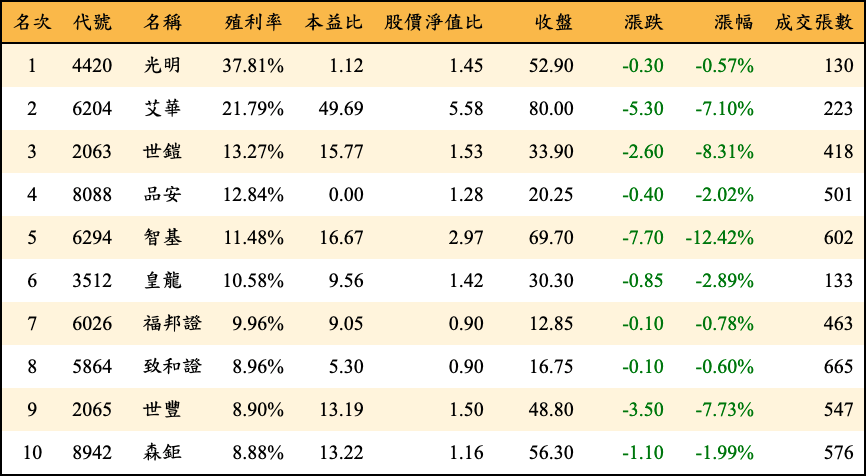 名次 代號 名稱 殖利率 本益比 股價淨值比 收盤 漲跌 漲幅 成交張數
1 4420 光明 37.81% 1.12 1.45 52.90 -0.30 -0.57% 130
2 6204 艾華 21.79% 49.69 5.58 80.00 -5.30 -7.10% 223
3 2063 世鎧 13.27% 15.77 1.53 33.90 -2.60 -8.31% 418
4 8088 品安 12.84% 0.00 1.28 20.25 -0.40 -2.02% 501
5 6294 智基 11.48% 16.67 2.97 69.70 -7.70 -12.42% 602
6 3512 皇龍 10.58% 9.56 1.42 30.30 -0.85 -2.89% 133
7 6026 福邦證 9.96% 9.05 0.90 12.85 -0.10 -0.78% 463
8 5864 致和證 8.96% 5.30 0.90 16.75 -0.10 -0.60% 665
9 2065 世豐 8.90% 13.19 1.50 48.80 -3.50 -7.73% 547
10 8942 森鉅 8.88% 13.22 1.16 56.30 -1.10 -1.99% 576